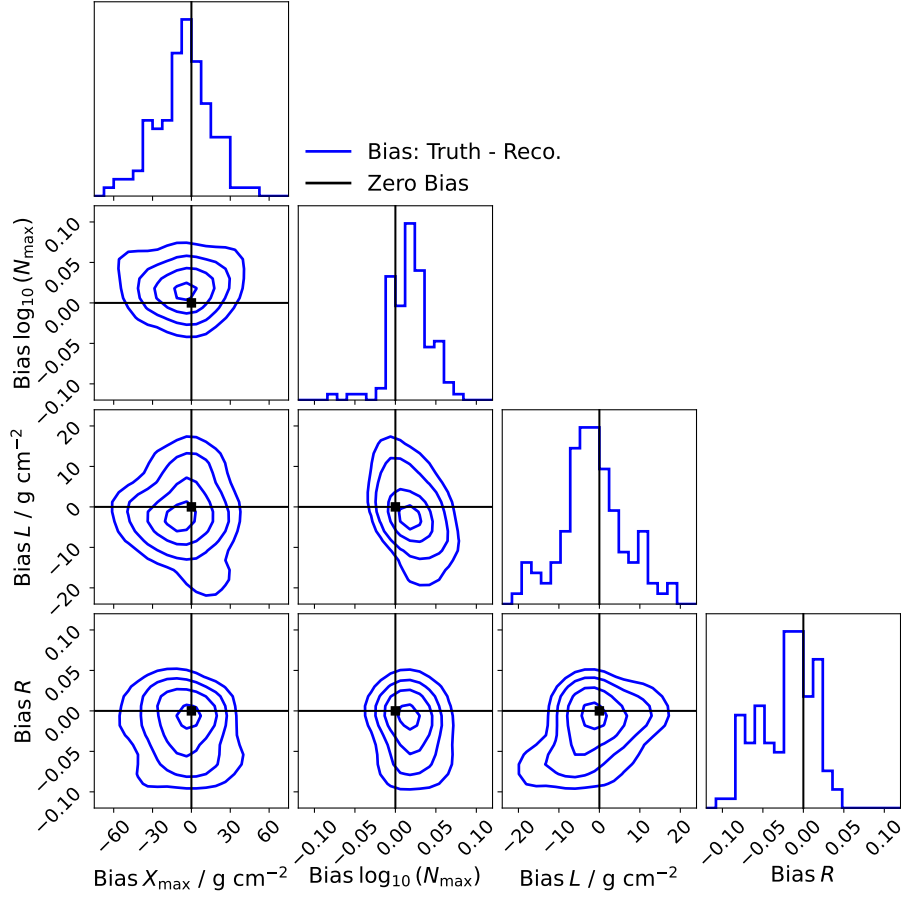 Bias: Truth - Reco.
Zero Bias
Bias log₁₀ (Nₘₐₓ)
0.10
0.05
0.00
−0.05
−0.10
Bias L / g cm⁻²
20
10
0
−10
−20
Bias R
0.10
0.05
0.00
−0.05
−0.10
−60 −30 0 30 60
−0.10 −0.05 0.00 0.05 0.10
−20 −10 0 10 20
−0.10 −0.05 0.00 0.05 0.10
Bias Xₘₐₓ / g cm⁻²
Bias log₁₀ (Nₘₐₓ)
Bias L / g cm⁻²
Bias R